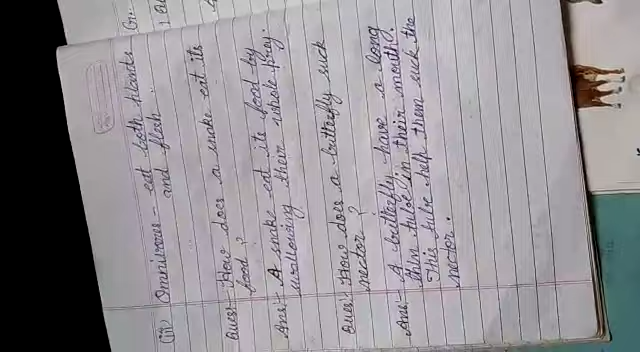 (iii) Omnivores - eat both plants
and flesh.
Ques:- How does a snake eat its
food ?
Ans:- A snake eat its food by
swallowing their whole prey.
Ques:- How does a butterfly suck
nector ?
Ans:- A butterfly have a long
thin tube in their mouth.
This tube help them suck the
nector.